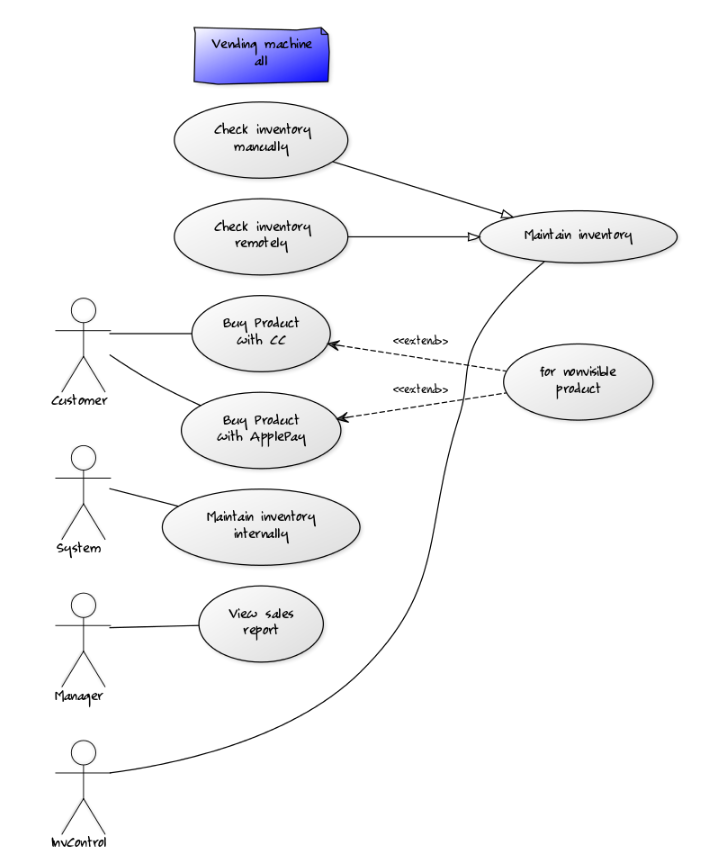 Vending machine
all
Check inventory
manually
Check inventory
remotely
Maintain inventory
Buy Product
with CC
<<extend>>
for nonvisible
product
Customer
<<extend>>
Buy Product
with ApplePay
System
Maintain inventory
internally
View sales
report
Manager
InvControl